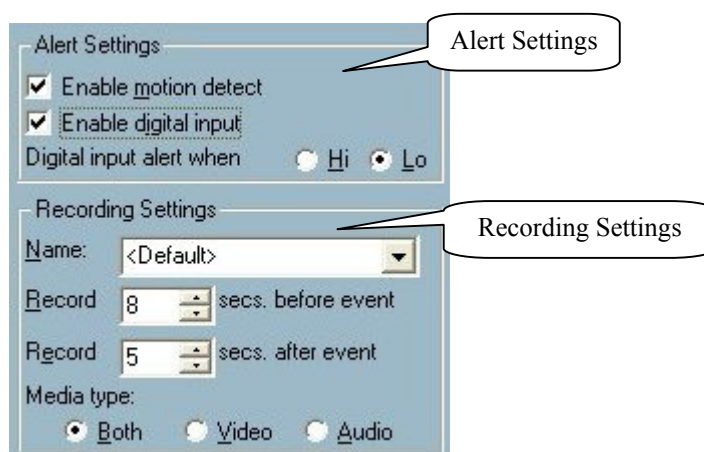 Alert Settings
Alert Settings
Enable motion detect
Enable digital input
Digital input alert when Hi Lo
Recording Settings
Recording Settings
Name: <Default>
Record 8 secs. before event
Record 5 secs. after event
Media type:
Both Video Audio